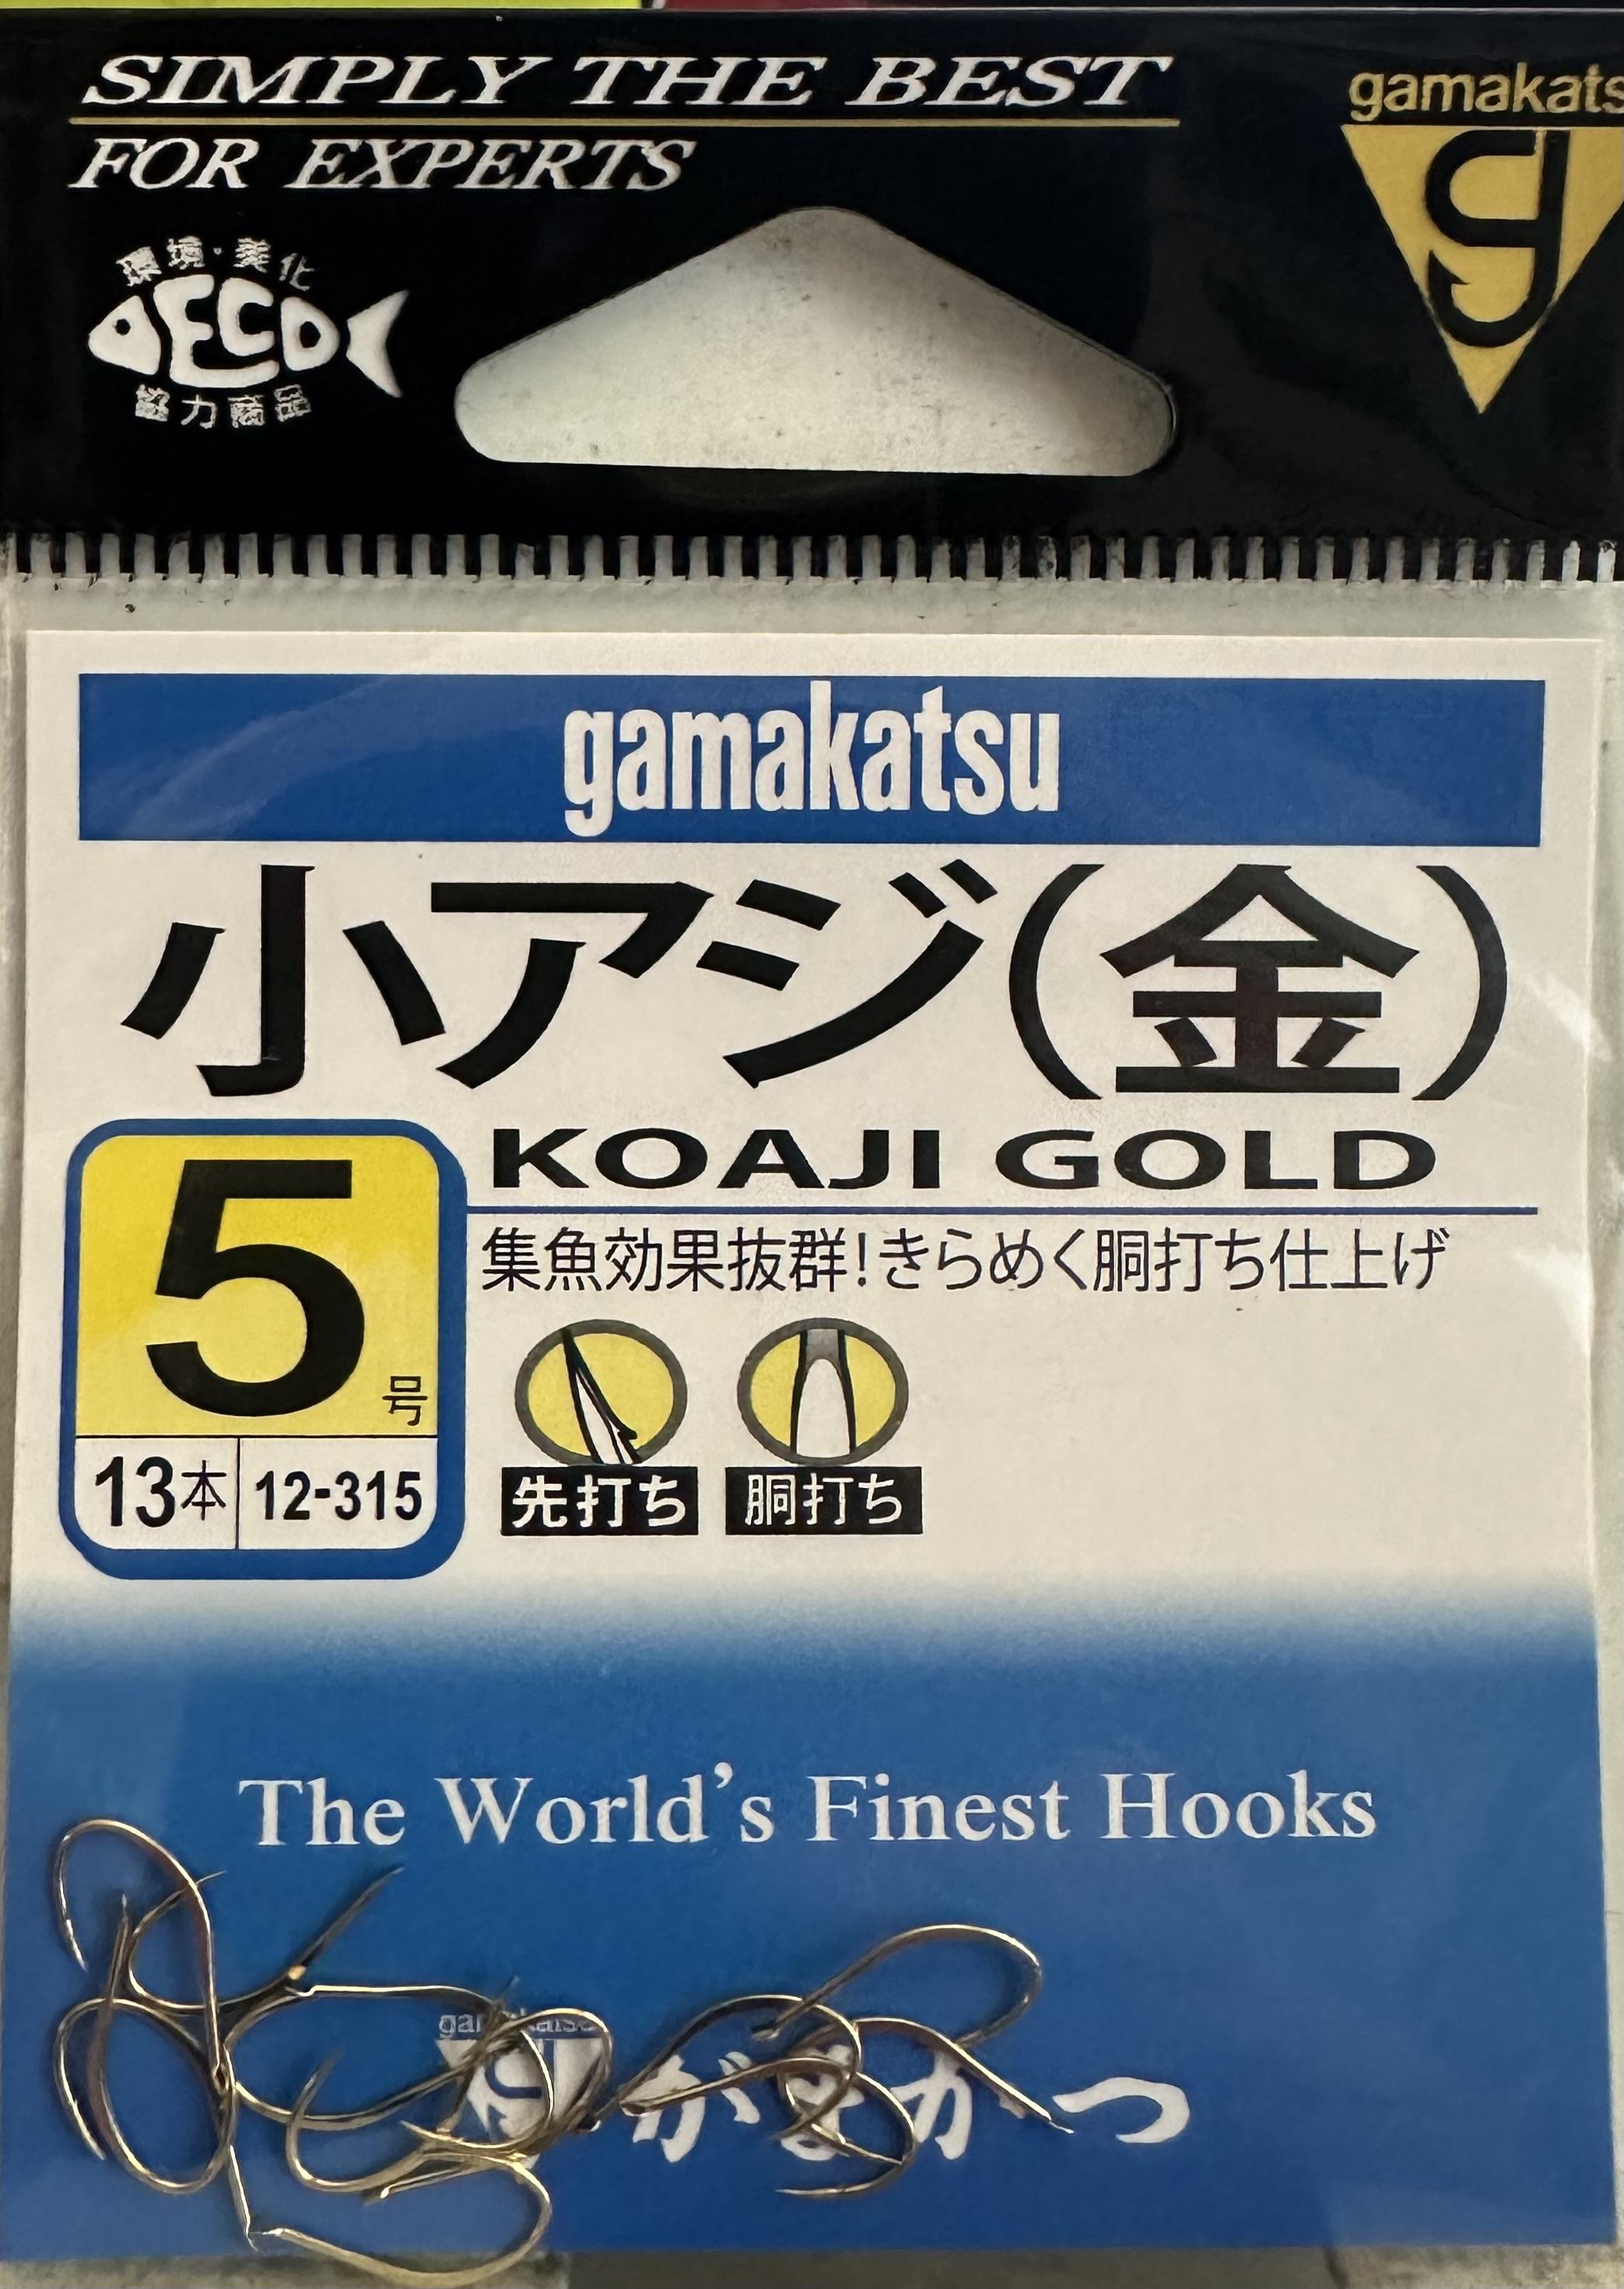 SIMPLY THE BEST
FOR EXPERTS
gamakats
環境・美化
ECO
協力商品
gamakatsu
小アジ(金)
KOAJI GOLD
5号
集魚効果抜群!きらめく胴打ち仕上げ
13本 12-315
先打ち 胴打ち
The World's Finest Hooks
がまかつ